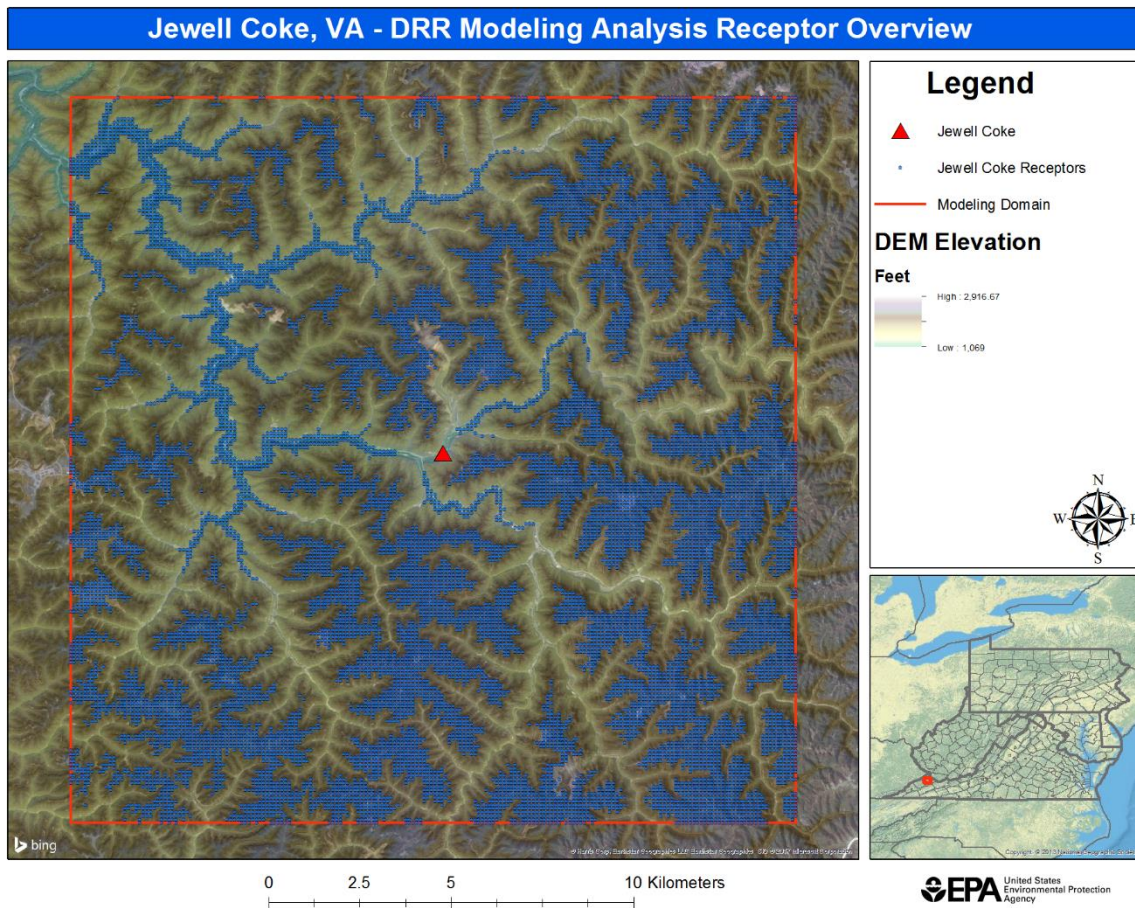 Jewell Coke, VA - DRR Modeling Analysis Receptor Overview
Legend
Jewell Coke
Jewell Coke Receptors
Modeling Domain
DEM Elevation
Feet
High : 2,916.67
Low : 1,069
N
W
E
S
bing
0 2.5 5 10 Kilometers
EPA
United States
Environmental Protection
Agency